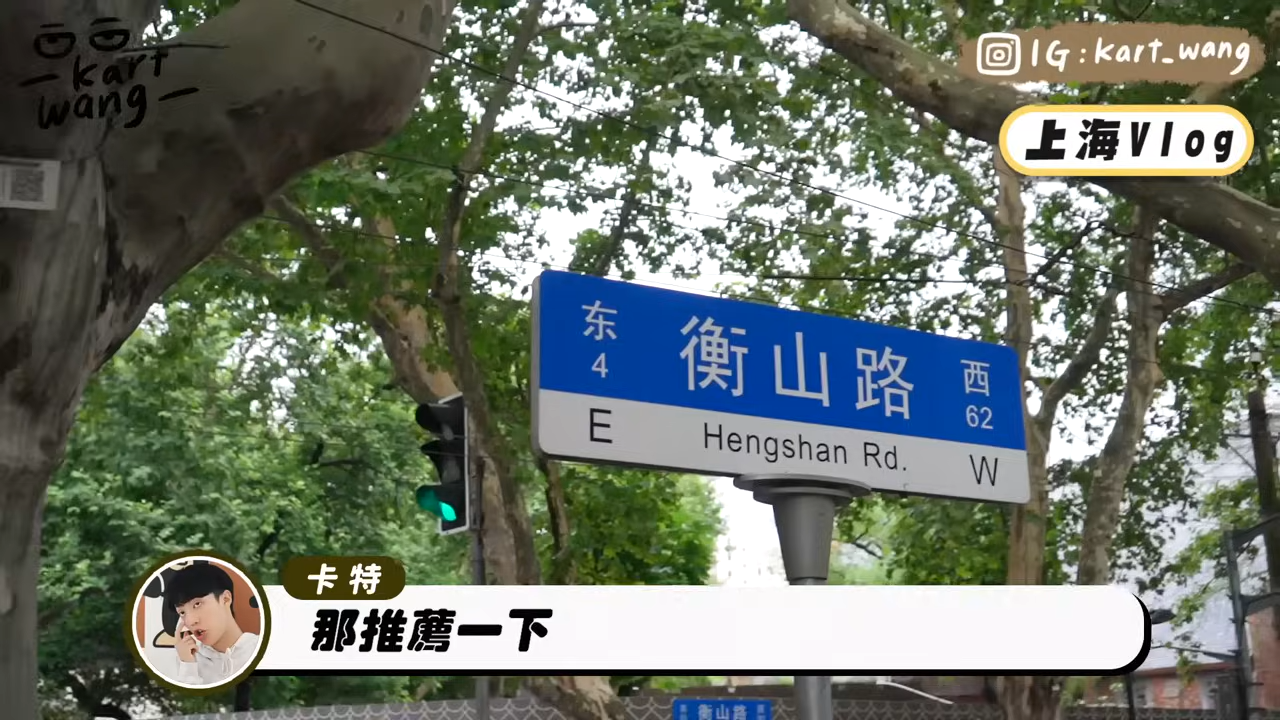 kart
wang
IG:kart_wang
上海Vlog
东
4
衡山路
西
62
E
Hengshan Rd.
W
卡特
那推薦一下
衡山路